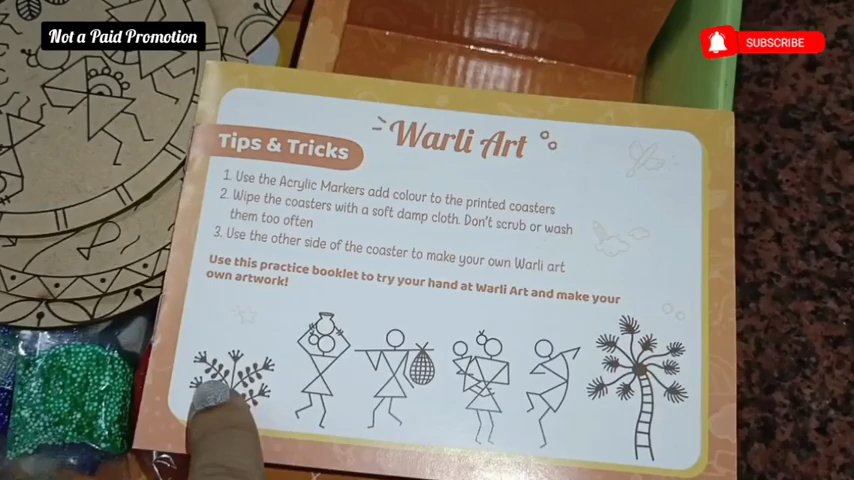 Not a Paid Promotion
SUBSCRIBE
Warli Art
Tips & Tricks
1. Use the Acrylic Markers add colour to the printed coasters
2. Wipe the coasters with a soft damp cloth. Don't scrub or wash
them too often
3. Use the other side of the coaster to make your own Warli art
Use this practice booklet to try your hand at Warli Art and make your
own artwork!